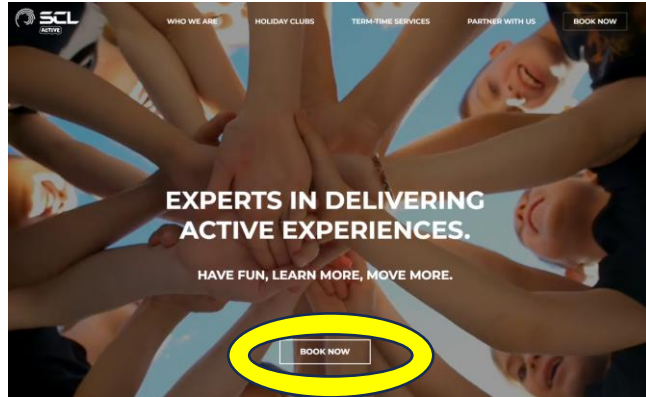 SCL
ACTIVE
WHO WE ARE
HOLIDAY CLUBS
TERM-TIME SERVICES
PARTNER WITH US
BOOK NOW
EXPERTS IN DELIVERING
ACTIVE EXPERIENCES.
HAVE FUN, LEARN MORE, MOVE MORE.
BOOK NOW